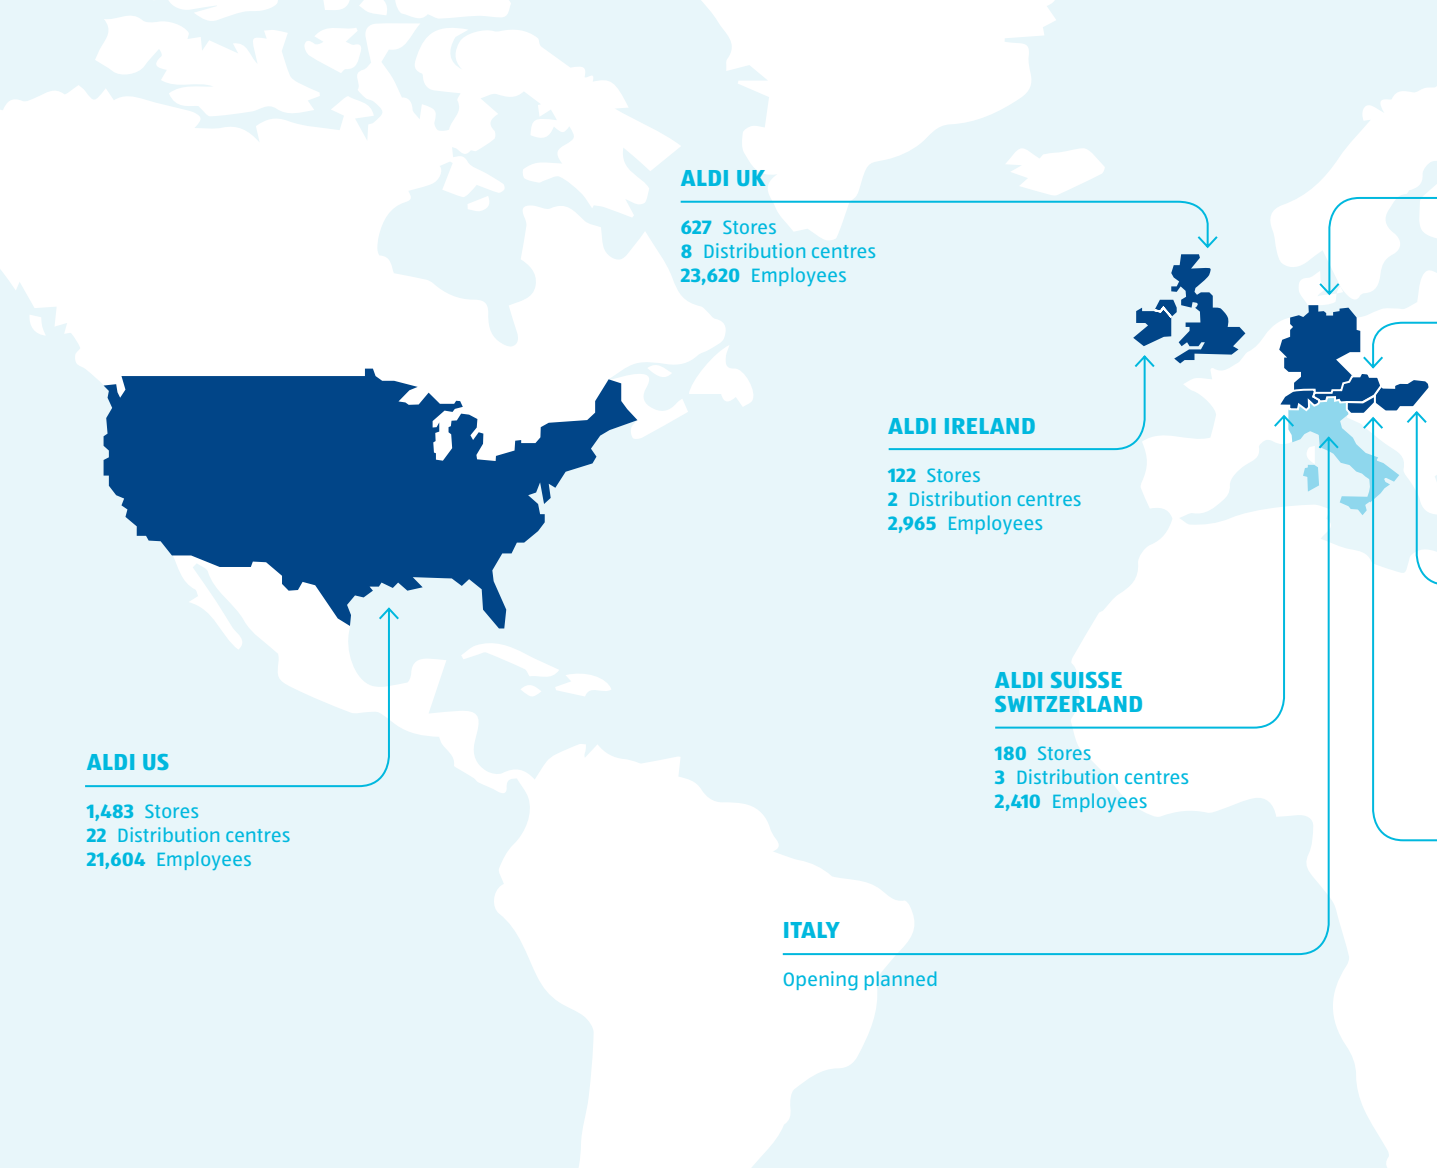 ALDI UK
627 Stores
8 Distribution centres
23,620 Employees
ALDI IRELAND
122 Stores
2 Distribution centres
2,965 Employees
ALDI SUISSE
SWITZERLAND
180 Stores
3 Distribution centres
2,410 Employees
ALDI US
1,483 Stores
22 Distribution centres
21,604 Employees
ITALY
Opening planned